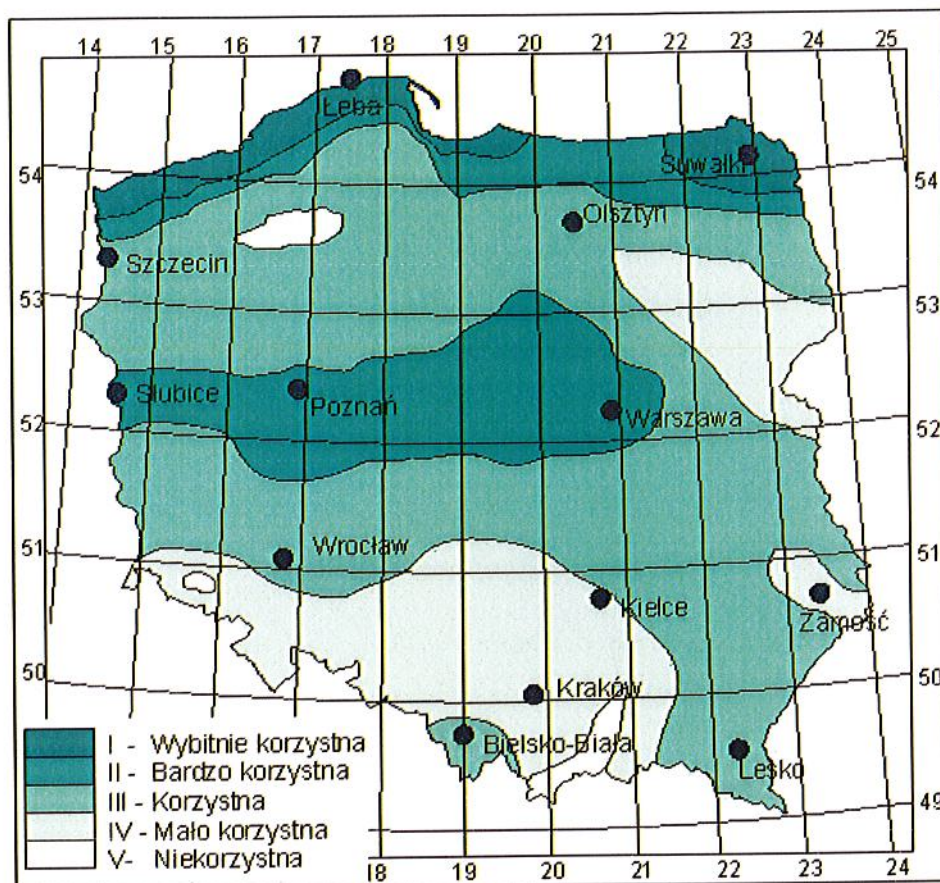 14 15 16 17 18 19 20 21 22 23 24 25
Łeba
Suwałki
54 54
Olsztyn
Szczecin
53 53
Słubice
Poznań
Warszawa
52 52
Wrocław
51 51
Kielce
Zamość
50 50
Kraków
Bielsko-Biała
Lesko
I - Wybitnie korzystna
II - Bardzo korzystna
III - Korzystna
IV - Mało korzystna
V- Niekorzystna
49
18 19 20 21 22 23 24